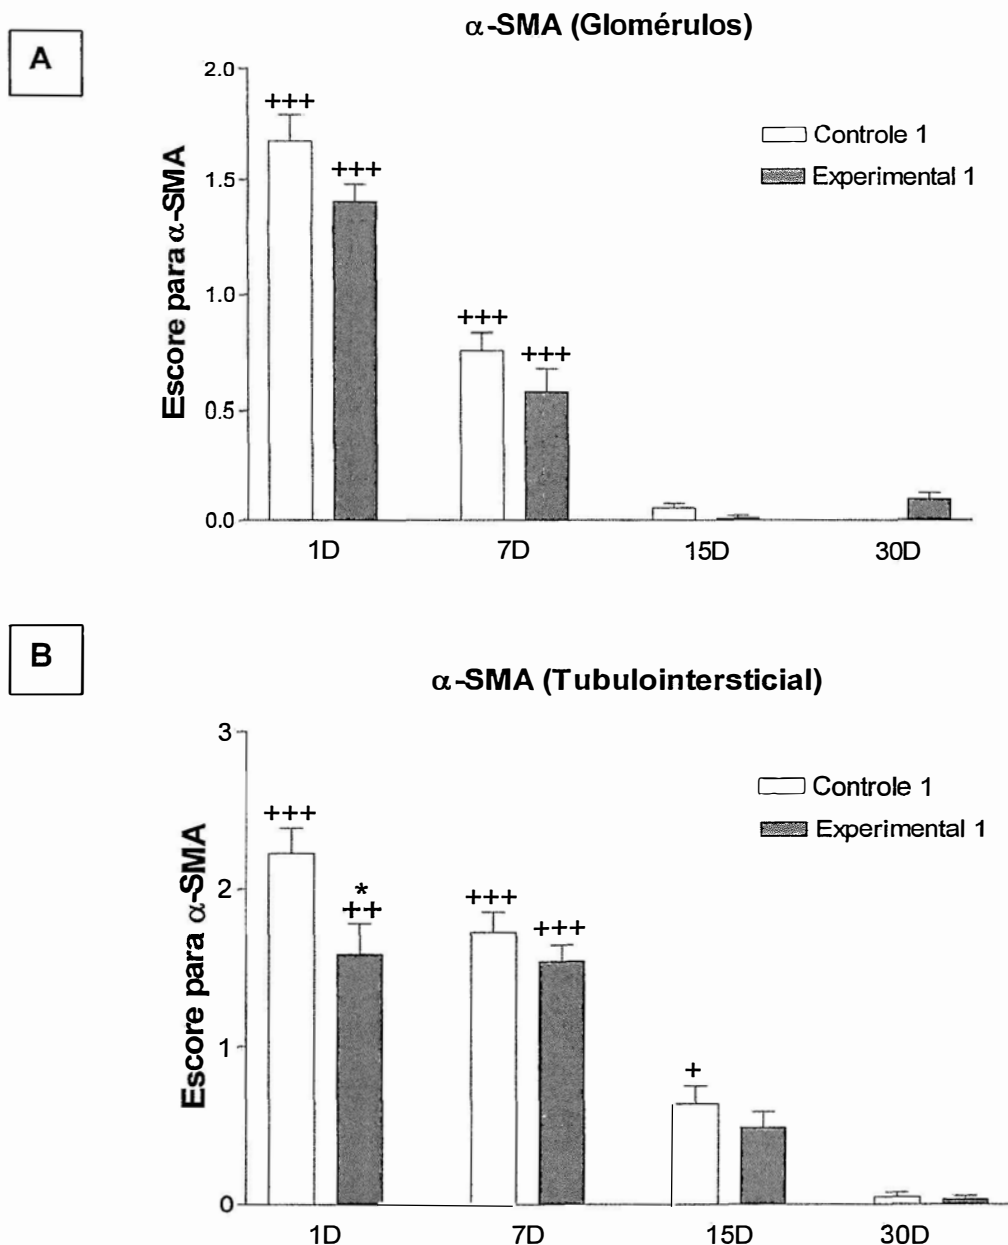 A
α-SMA (Glomérulos)
Escore para α-SMA
2.0
1.5
1.0
0.5
0.0
Controle 1
Experimental 1
+++
+++
+++
+++
1D
7D
15D
30D
B
α-SMA (Tubulointersticial)
Escore para α-SMA
3
2
1
0
Controle 1
Experimental 1
+++
*
++
+++
+++
+
1D
7D
15D
30D